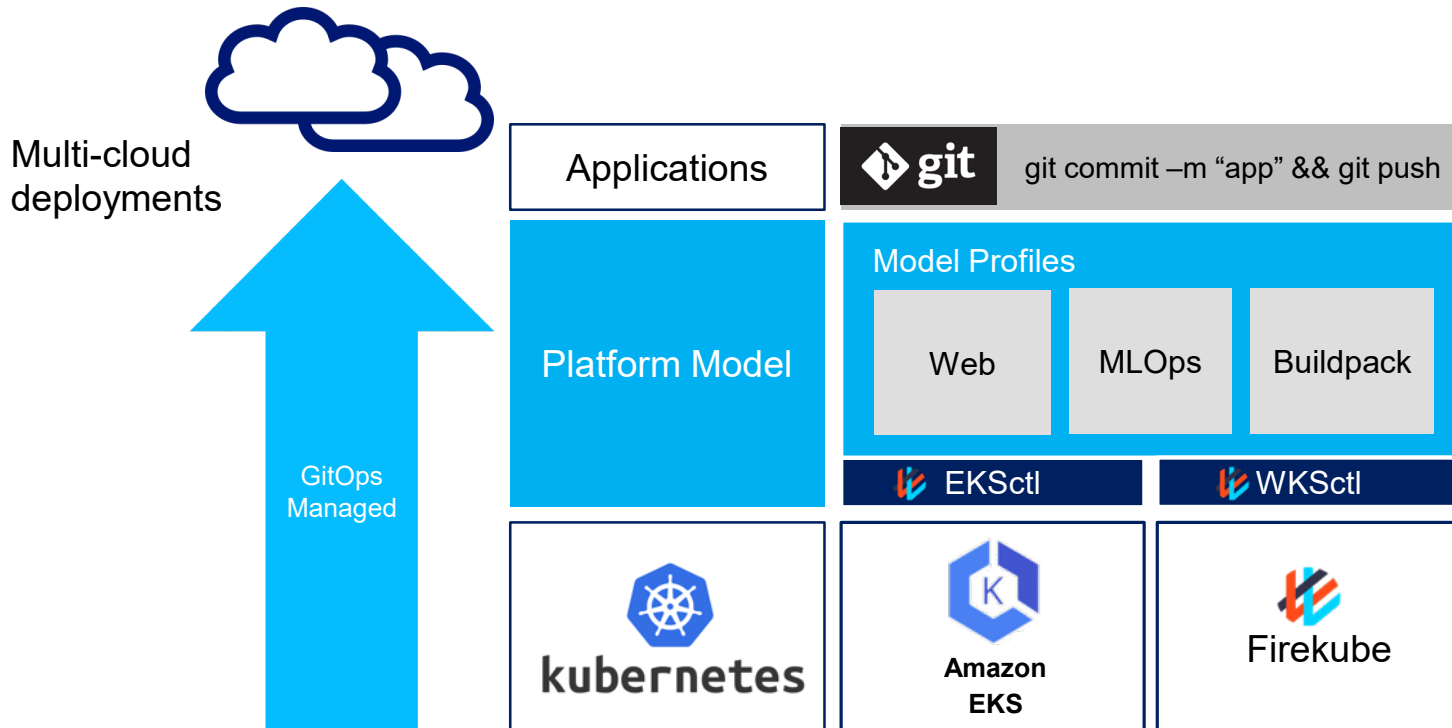 Multi-cloud
deployments
GitOps
Managed
Applications
git
git commit –m “app” && git push
Platform Model
Model Profiles
Web
MLOps
Buildpack
EKSctl
WKSctl
kubernetes
K
Amazon
EKS
Firekube